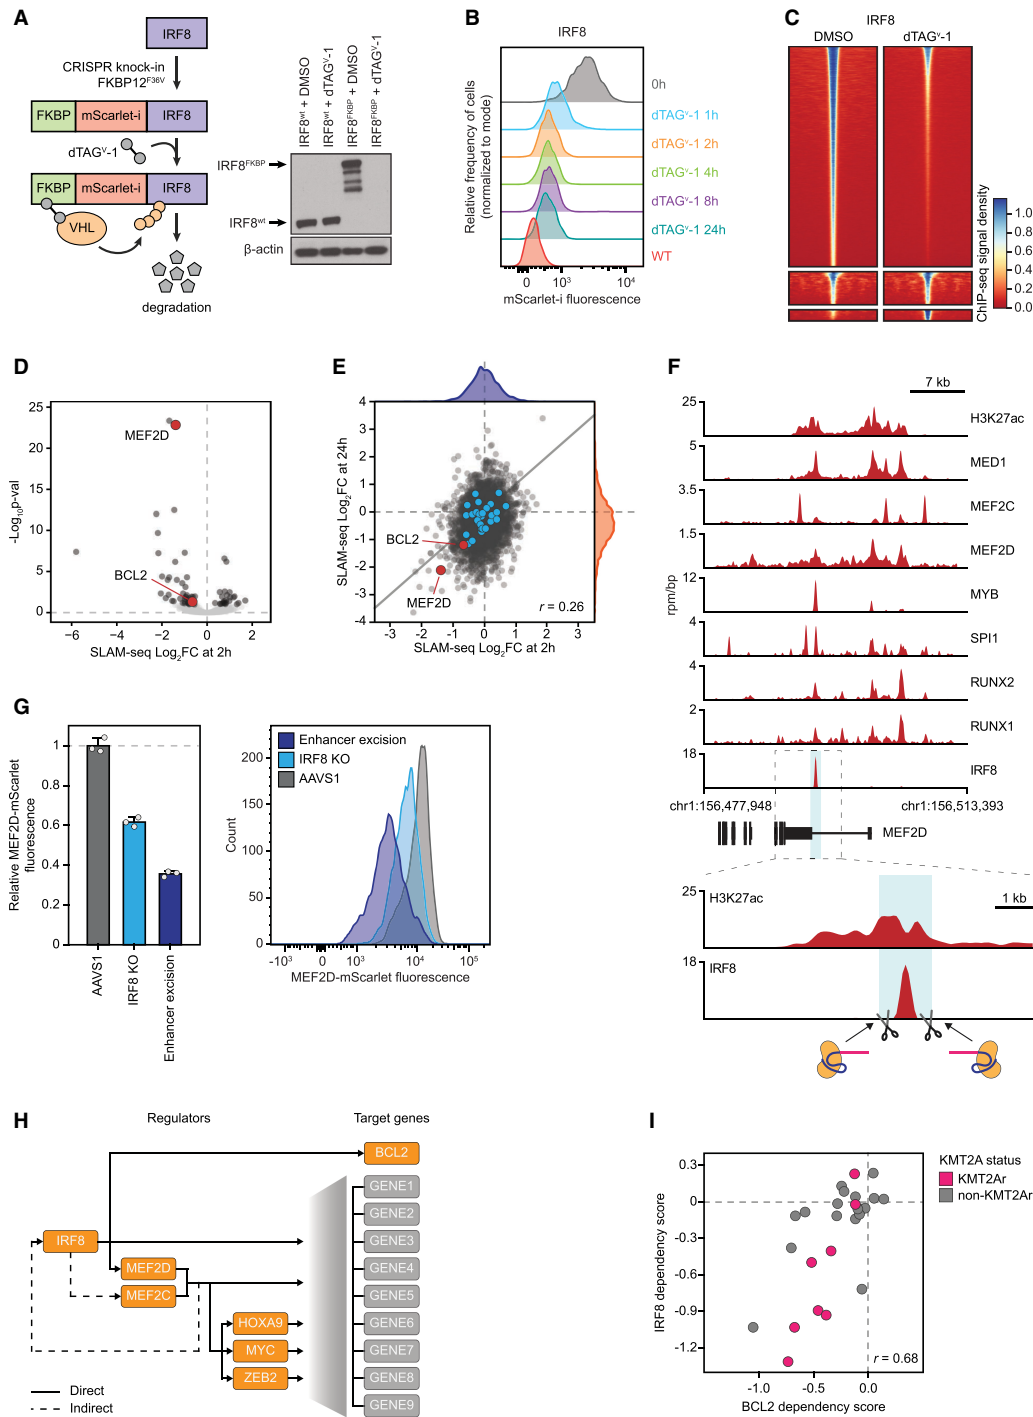 A
IRF8
CRISPR knock-in
FKBP12F36V
FKBP
mScarlet-i
IRF8
dTAGV-1
FKBP
mScarlet-i
IRF8
VHL
degradation
IRF8wt + DMSO
IRF8wt + dTAGV-1
IRF8FKBP + DMSO
IRF8FKBP + dTAGV-1
IRF8FKBP
IRF8wt
β-actin
B
IRF8
Relative frequency of cells
(normalized to mode)
0h
dTAGv-1 1h
dTAGv-1 2h
dTAGv-1 4h
dTAGv-1 8h
dTAGv-1 24h
WT
0 10³ 10⁴
mScarlet-i fluorescence
C
IRF8
DMSO
dTAGv-1
ChIP-seq signal density
1.0
0.8
0.6
0.4
0.2
0.0
D
-Log10p-val
25
20
15
10
5
0
MEF2D
BCL2
-6 -4 -2 0 2
SLAM-seq Log2FC at 2h
E
SLAM-seq Log2FC at 24h
4
3
2
1
0
-1
-2
-3
-4
BCL2
MEF2D
r = 0.26
-3 -2 -1 0 1 2 3
SLAM-seq Log2FC at 2h
F
7 kb
rpm/bp
25
H3K27ac
5
MED1
3.5
MEF2C
1.5
MEF2D
12
MYB
4
SPI1
4
RUNX2
2
RUNX1
18
IRF8
chr1:156,477,948
chr1:156,513,393
MEF2D
25
H3K27ac
1 kb
18
IRF8
G
Relative MEF2D-mScarlet
fluorescence
1
0.8
0.6
0.4
0.2
0
AAVS1
IRF8 KO
Enhancer excision
Count
250
200
150
100
50
0
Enhancer excision
IRF8 KO
AAVS1
-10³ 0 10³ 10⁴ 10⁵
MEF2D-mScarlet fluorescence
H
Regulators
Target genes
BCL2
GENE1
GENE2
GENE3
GENE4
GENE5
GENE6
GENE7
GENE8
GENE9
IRF8
MEF2D
MEF2C
HOXA9
MYC
ZEB2
Direct
Indirect
I
IRF8 dependency score
0.3
0
-0.3
-0.6
-0.9
-1.2
r = 0.68
-1.0 -0.5 0.0
BCL2 dependency score
KMT2A status
KMT2Ar
non-KMT2Ar